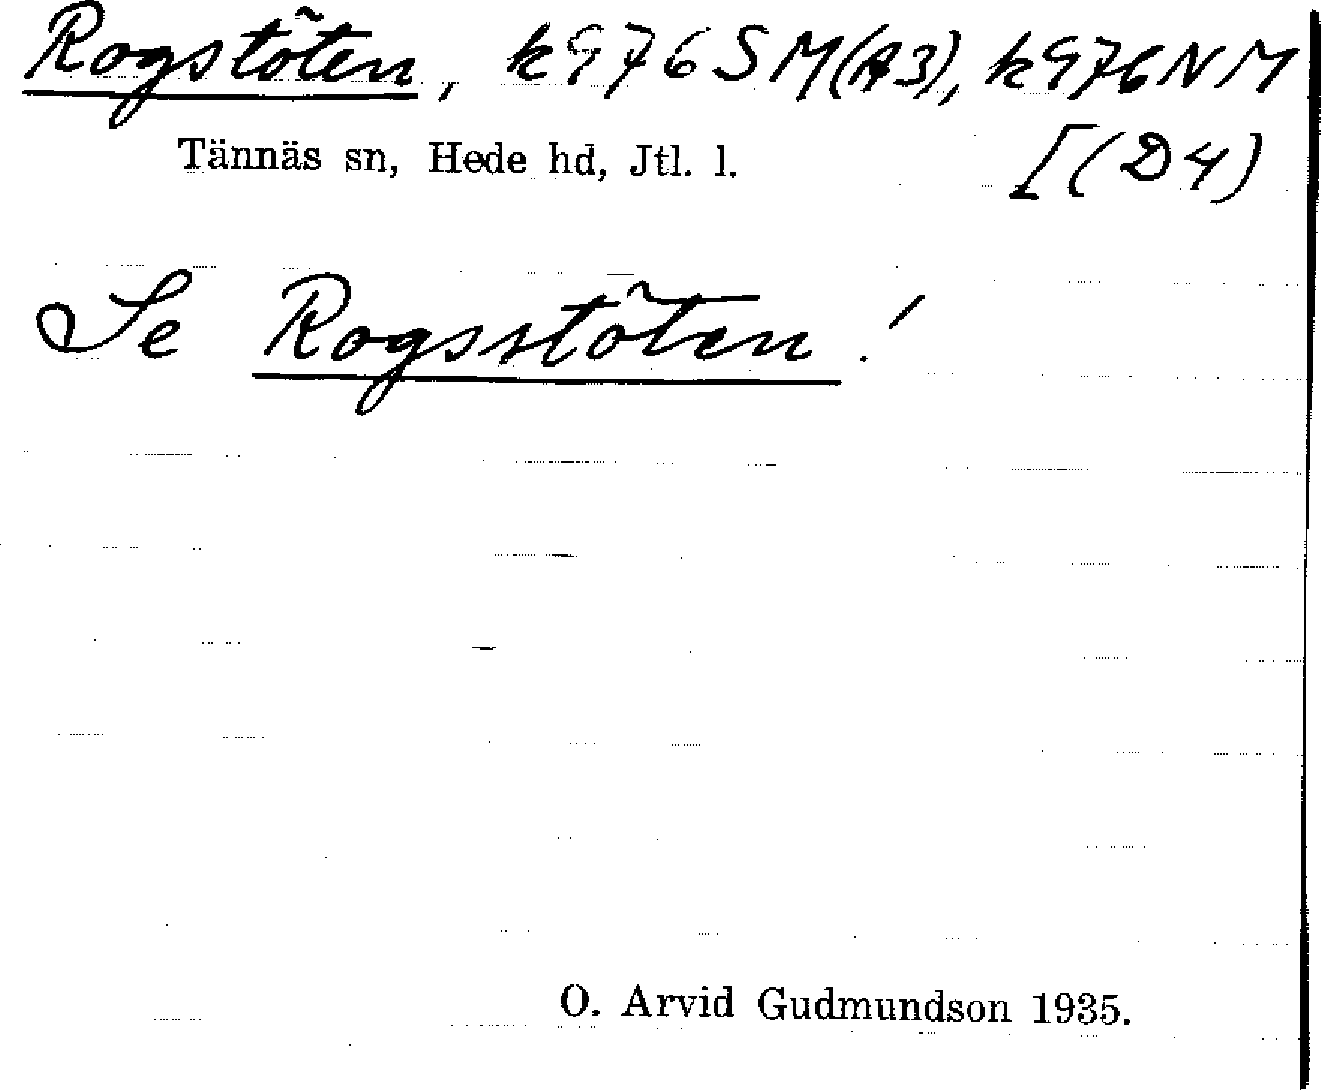 Rogstöten, k976SM(A3), k976NM
[(D4)
Tännäs sn, Hede hd, Jtl. l.
Se Rogsstöten!
O. Arvid Gudmundson 1935.